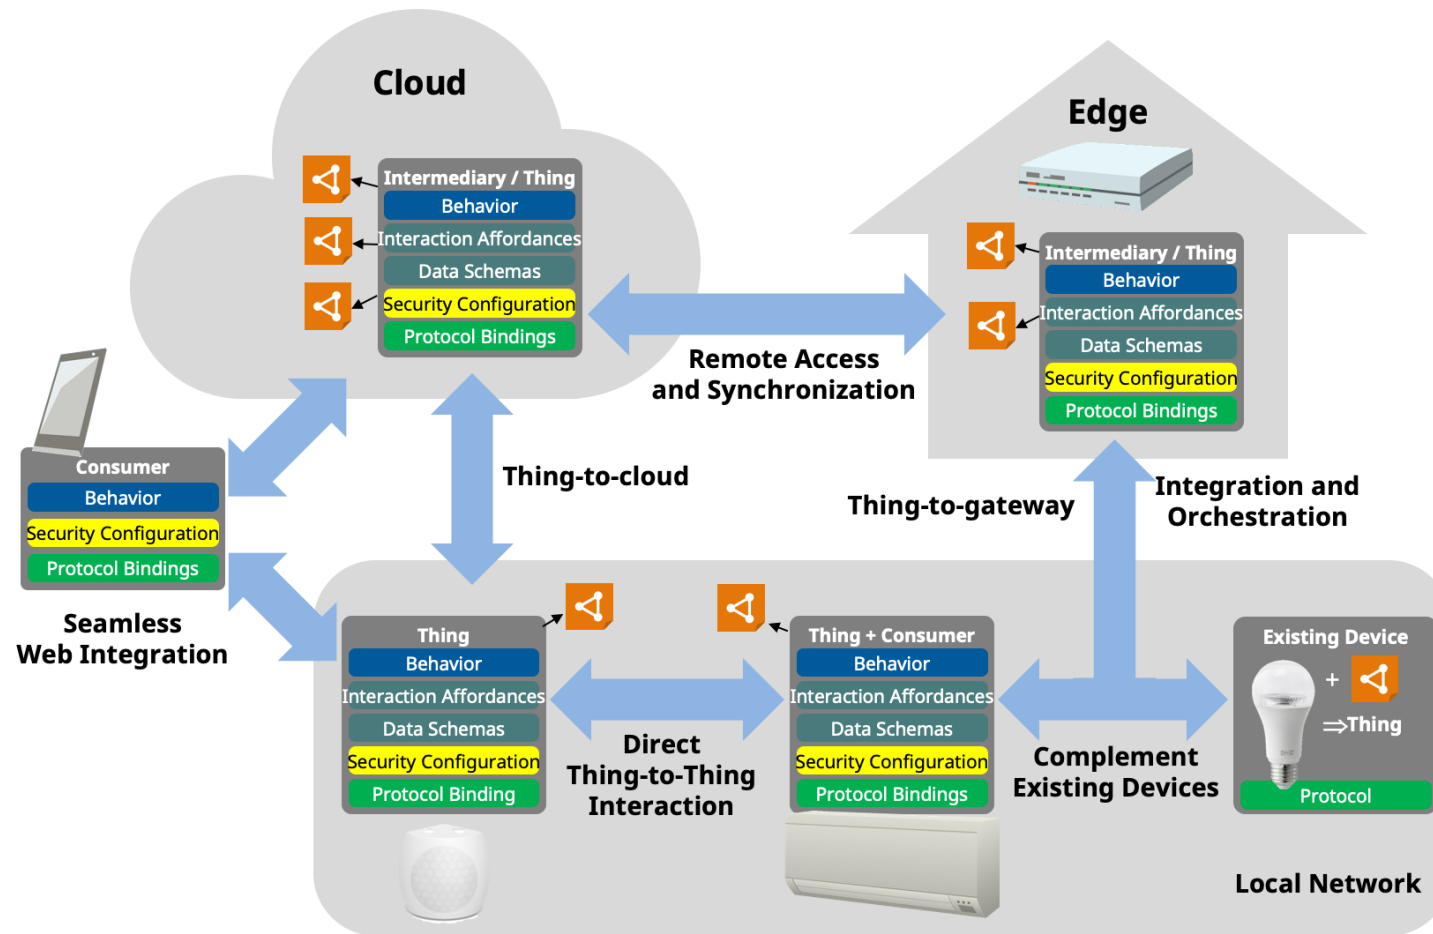 Cloud
Intermediary / Thing
Behavior
Interaction Affordances
Data Schemas
Security Configuration
Protocol Bindings
Edge
Intermediary / Thing
Behavior
Interaction Affordances
Data Schemas
Security Configuration
Protocol Bindings
Remote Access
and Synchronization
Consumer
Behavior
Security Configuration
Protocol Bindings
Thing-to-cloud
Thing-to-gateway
Integration and
Orchestration
Seamless
Web Integration
Thing
Behavior
Interaction Affordances
Data Schemas
Security Configuration
Protocol Binding
Direct
Thing-to-Thing
Interaction
Thing + Consumer
Behavior
Interaction Affordances
Data Schemas
Security Configuration
Protocol Bindings
Complement
Existing Devices
Existing Device
+
⇒Thing
Protocol
Local Network